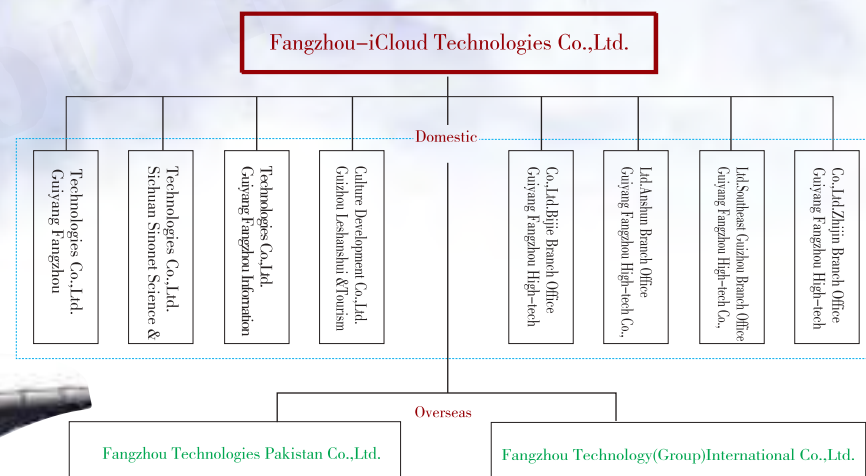 Fangzhou-iCloud Technologies Co.,Ltd.
Domestic
Guiyang Fangzhou
Technologies Co.,Ltd.
Sichuan Sinonet Science &
Technologies Co.,Ltd.
Guiyang Fangzhou Infornation
Technologies Co.,Ltd.
Guizhou Leshanshui &Tourism
Culture Development Co.,Ltd.
Guiyang Fangzhou High-tech
Co.,Ltd.Bijie Branch Office
Guiyang Fangzhou High-tech Co.,
Ltd.Anshun Branch Office
Guiyang Fangzhou High-tech Co.,
Ltd.Southeast Guizhou Branch Office
Guiyang Fangzhou High-tech
Co.,Ltd.Zhijin Branch Office
Overseas
Fangzhou Technologies Pakistan Co.,Ltd.
Fangzhou Technology(Group)International Co.,Ltd.